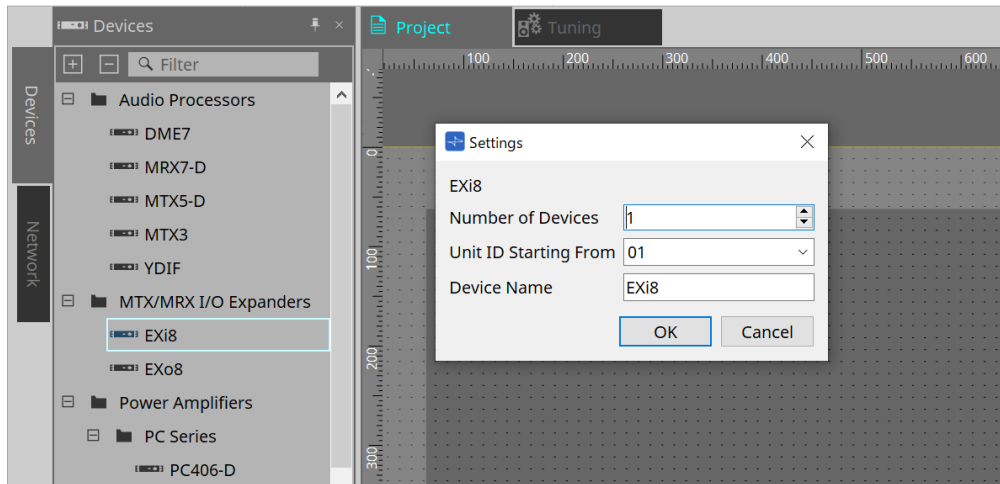 Devices
Filter
Audio Processors
DME7
MRX7-D
MTX5-D
MTX3
YDIF
MTX/MRX I/O Expanders
EXi8
EXo8
Power Amplifiers
PC Series
PC406-D
Devices
Network
Project
Tuning
100 200 300 400 500 600
0
100
200
300
Settings
EXi8
Number of Devices 1
Unit ID Starting From 01
Device Name EXi8
OK Cancel